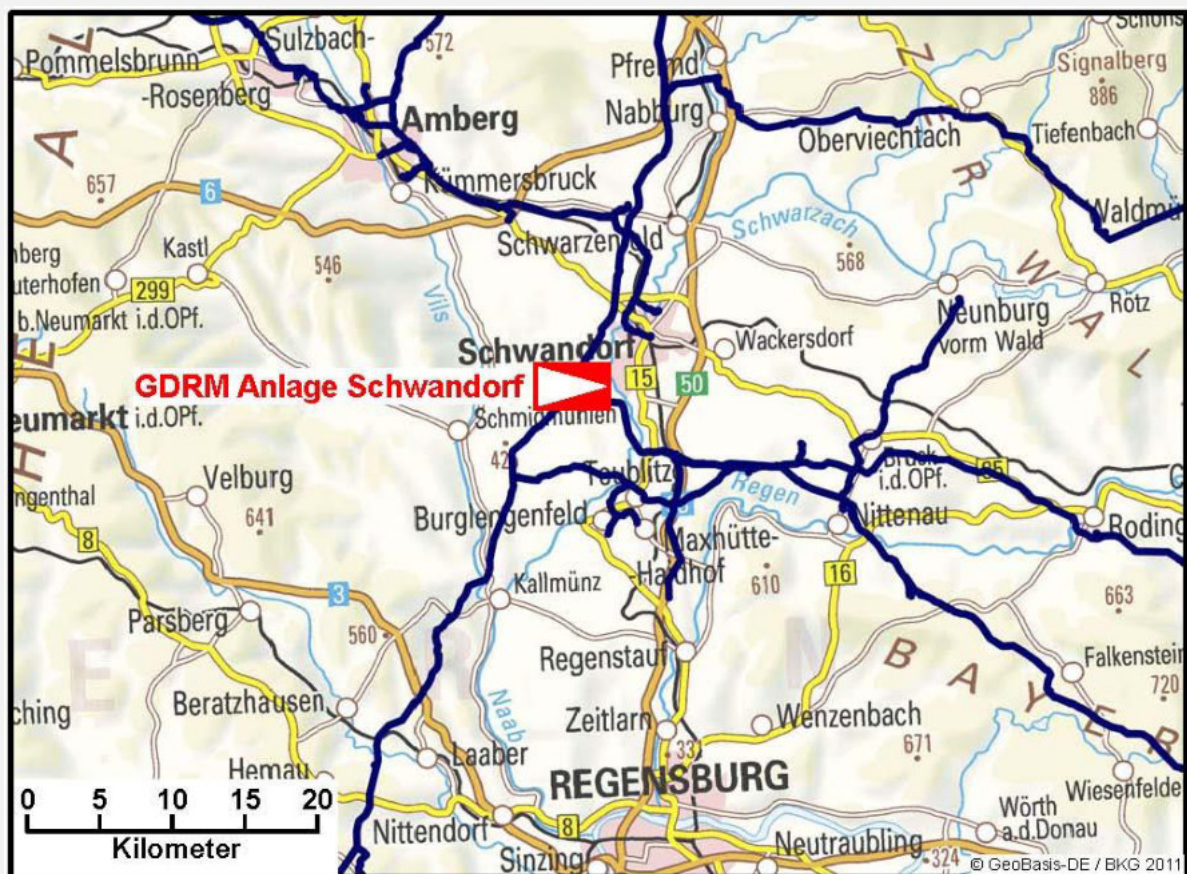 Sulzbach-
572
Schöns
Pommelsbrunn
Pfreimd
Signalberg
886
-Rosenberg
Amberg
Nabburg
Oberviechtach
Tiefenbach
657
6
Kümmersbruck
Waldmü
Kastl
546
Schwarzenfeld
Schwarzach
568
nberg
uterhofen
299
b.Neumarkt i.d.OPf.
Vils
Neunburg
vorm Wald
Rötz
Schwandorf
Wackersdorf
GDRM Anlage Schwandorf
15
50
eumarkt i.d.OPf.
Schmidmühlen
42
Velburg
641
Teublitz
Bruck
i.d.OPf.
85
ngenthal
8
Burglengenfeld
Regen
Nittenau
Roding
Maxhütte-
-Haidhof
610
16
Kallmünz
3
Parsberg
560
663
Regenstauf
Falkenstein
720
Beratzhausen
Naab
Zeitlarn
Wenzenbach
671
ching
Laaber
33
Hemau
REGENSBURG
Wiesenfelde
0 5 10 15 20
Kilometer
Nittendorf
8
Neutraubling
Wörth
a.d.Donau
Sinzing
324
© GeoBasis-DE / BKG 2011
A L
H E
E R N
Z E R W A L
B A Y E R